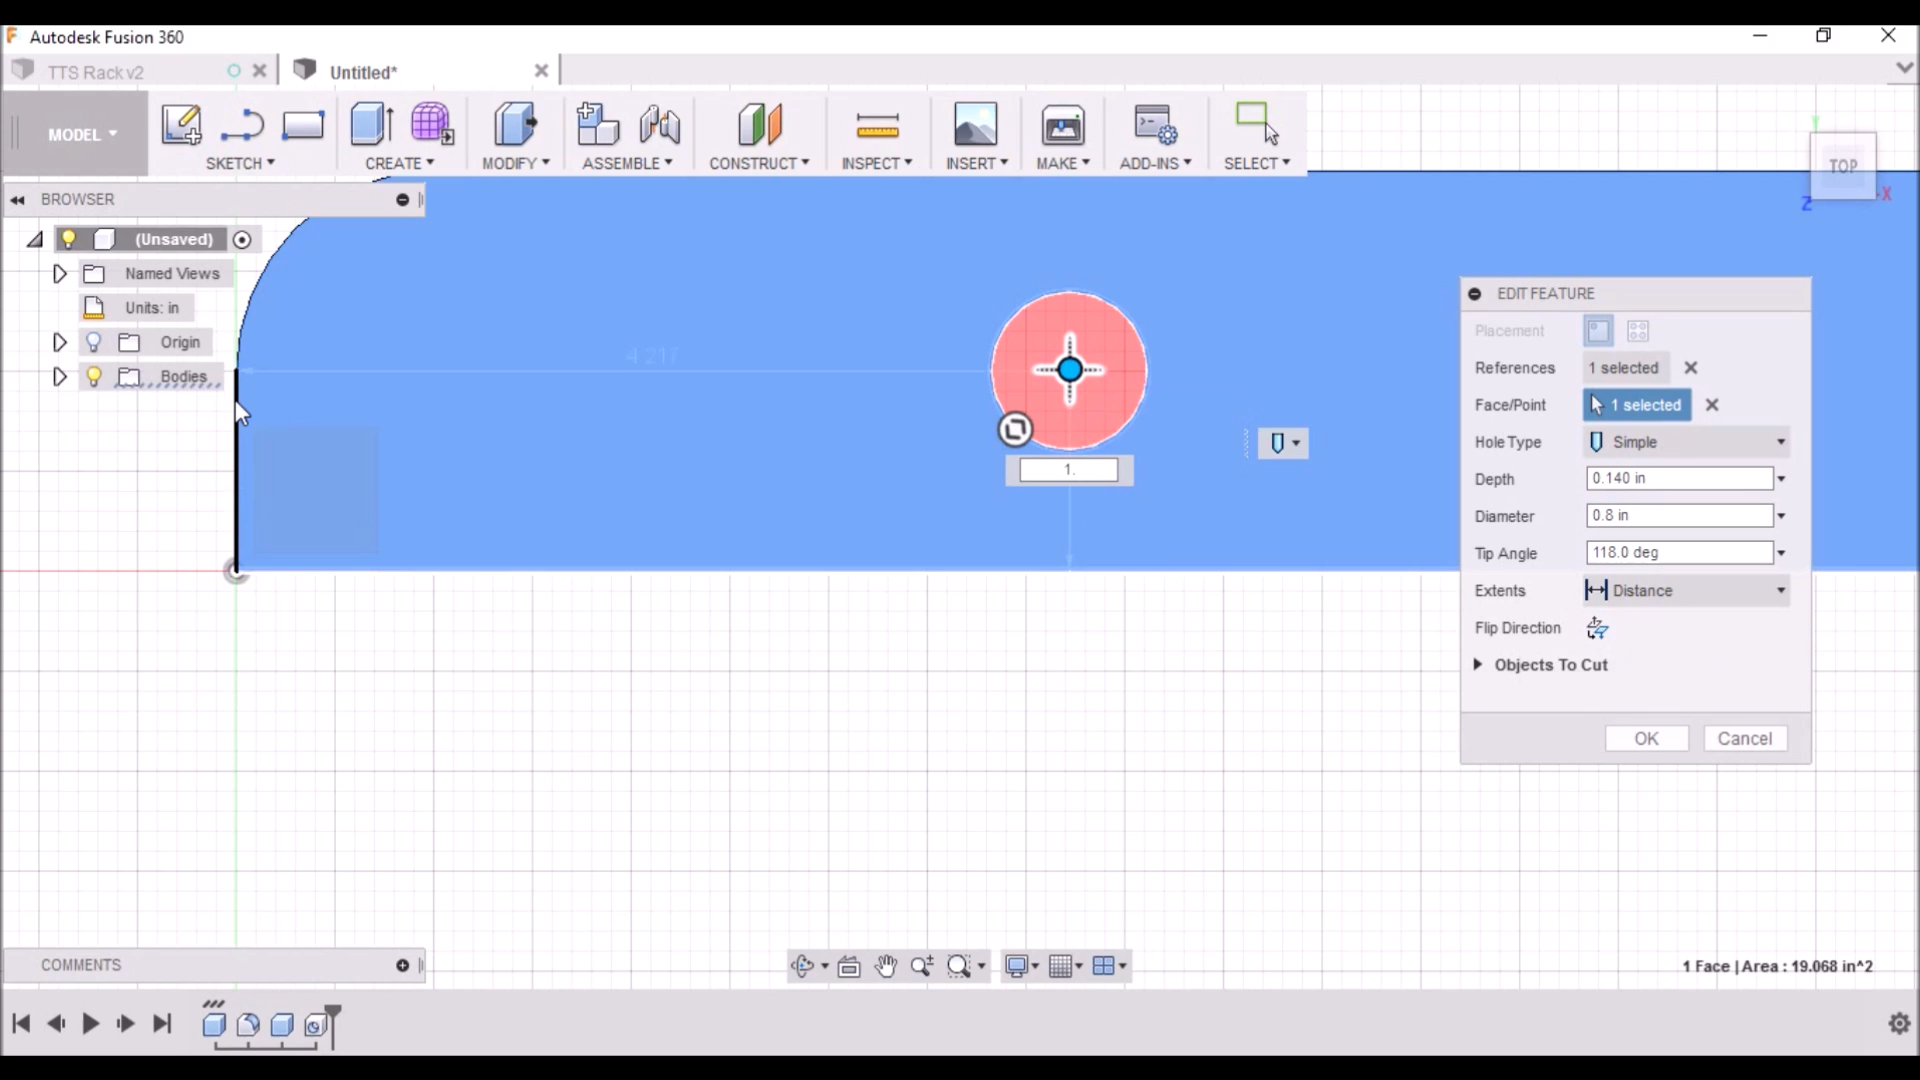 Autodesk Fusion 360
TTS Rack v2
Untitled*
MODEL
SKETCH
CREATE
MODIFY
ASSEMBLE
CONSTRUCT
INSPECT
INSERT
MAKE
ADD-INS
SELECT
TOP
X
Z
BROWSER
(Unsaved)
Named Views
Units: in
Origin
Bodies
4.217
1.
EDIT FEATURE
Placement
References 1 selected
Face/Point 1 selected
Hole Type Simple
Depth 0.140 in
Diameter 0.8 in
Tip Angle 118.0 deg
Extents Distance
Flip Direction
Objects To Cut
OK Cancel
COMMENTS
1 Face | Area : 19.068 in^2